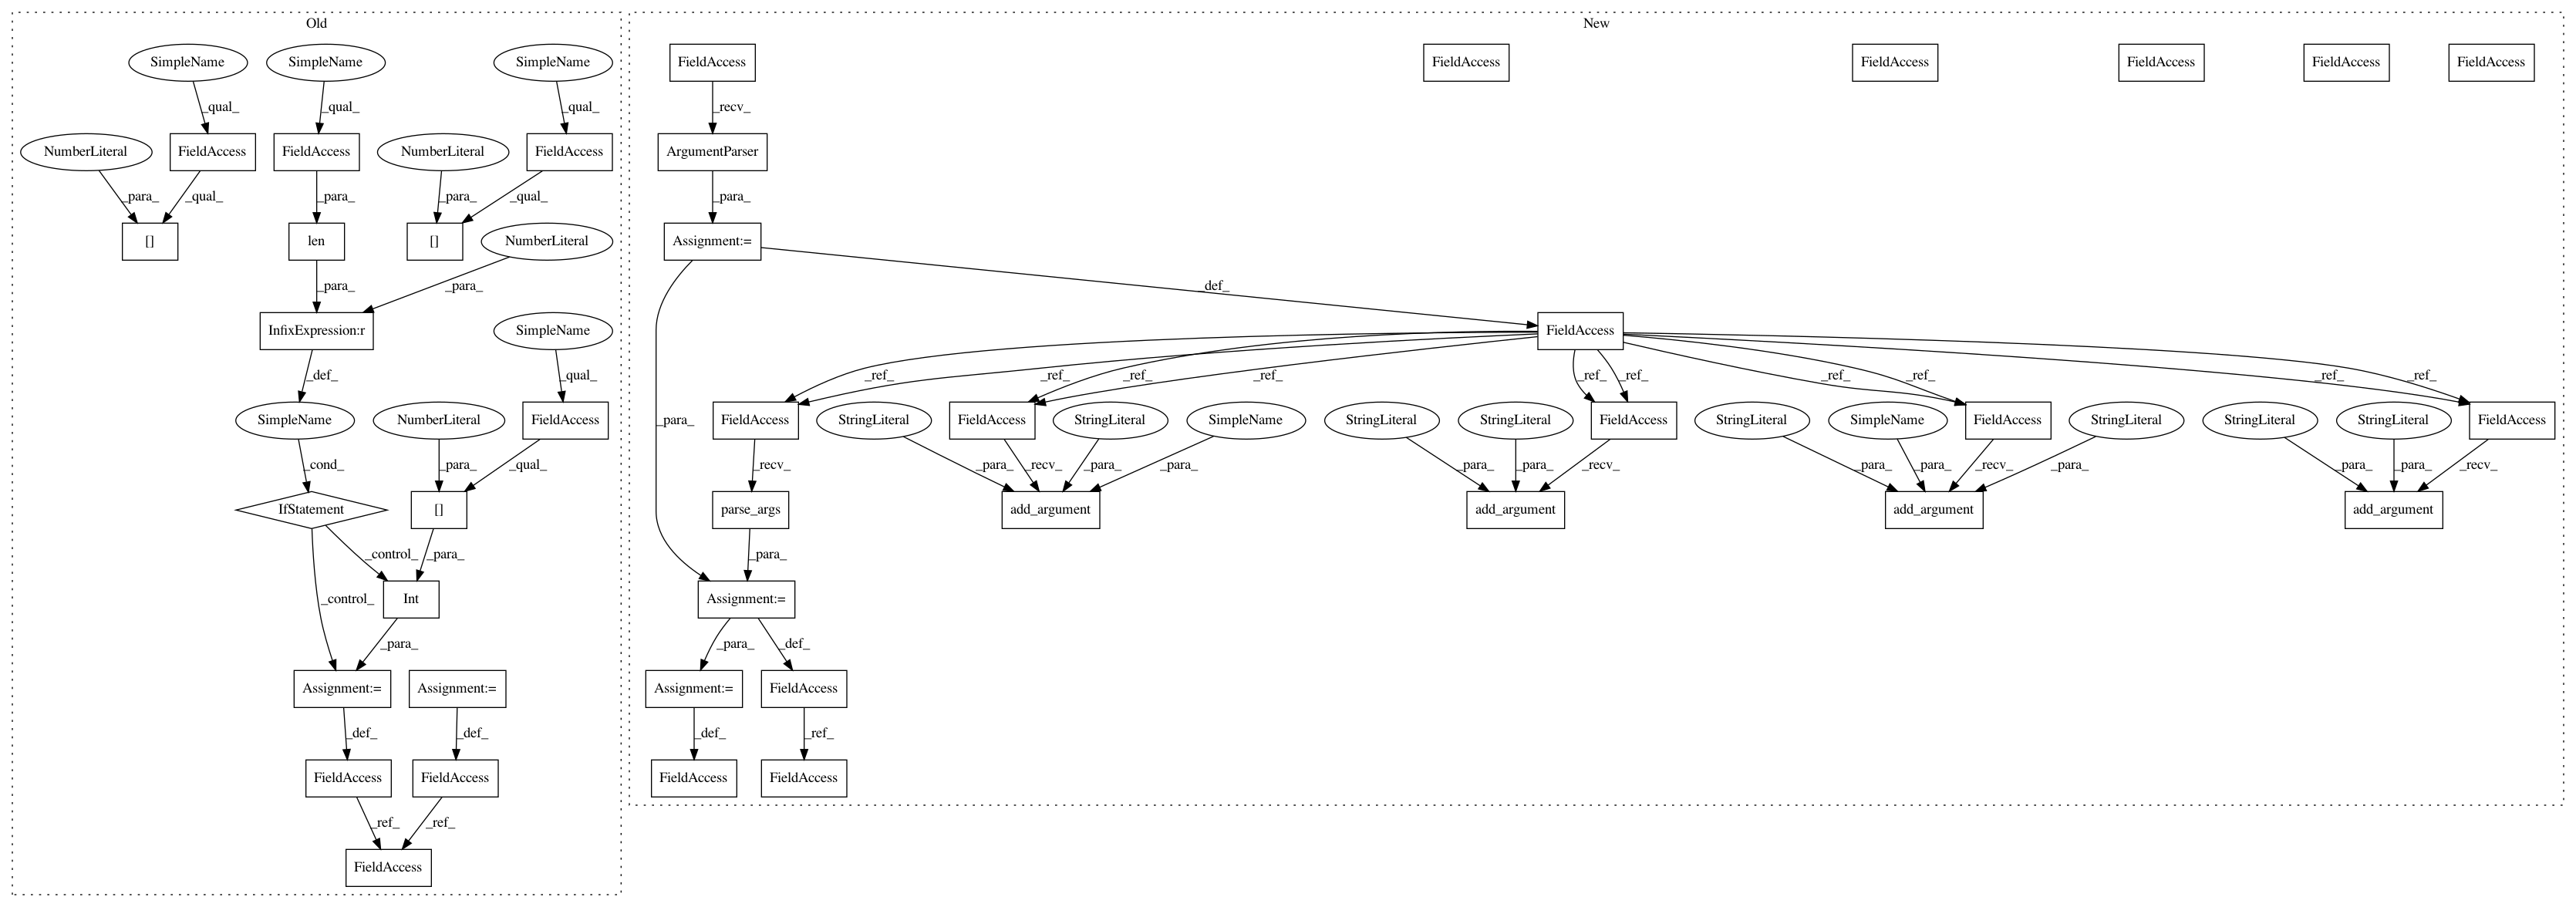 Old
New
SimpleName
SimpleName
SimpleName
FieldAccess
FieldAccess
FieldAccess
FieldAccess
FieldAccess
FieldAccess
_qual_
_qual_
_qual_
_recv_
NumberLiteral
FieldAccess
FieldAccess
NumberLiteral
FieldAccess
ArgumentParser
_para_
_qual_
_para_
_para_
_qual_
_para_
[]
len
[]
NumberLiteral
Assignment:=
_para_
_para_
_def_
InfixExpression:r
SimpleName
FieldAccess
_def_
_qual_
_ref_
_ref_
_ref_
_ref_
_ref_
_ref_
_ref_
_ref_
_ref_
_ref_
SimpleName
NumberLiteral
FieldAccess
_para_
FieldAccess
StringLiteral
FieldAccess
StringLiteral
SimpleName
StringLiteral
StringLiteral
FieldAccess
StringLiteral
SimpleName
FieldAccess
StringLiteral
StringLiteral
StringLiteral
FieldAccess
_cond_
_para_
_qual_
_recv_
_para_
_recv_
_para_
_para_
_para_
_para_
_recv_
_para_
_para_
_recv_
_para_
_para_
_para_
_recv_
IfStatement
[]
parse_args
add_argument
add_argument
add_argument
add_argument
_control_
_para_
_para_
_control_
Int
Assignment:=
_para_
_para_
_def_
Assignment:=
Assignment:=
Assignment:=
FieldAccess
_def_
_def_
_def_
_ref_
FieldAccess
FieldAccess
FieldAccess
FieldAccess
_ref_
_ref_
FieldAccess